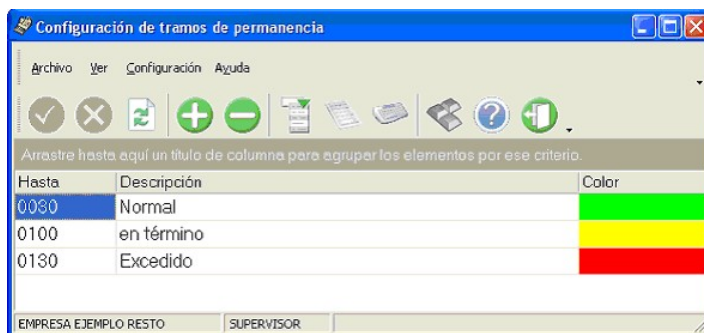 Configuración de tramos de permanencia
Archivo Ver Configuración Ayuda
Arrastre hasta aquí un título de columna para agrupar los elementos por ese criterio.
Hasta Descripción Color
0030 Normal
0100 en término
0130 Excedido
EMPRESA EJEMPLO RESTO SUPERVISOR